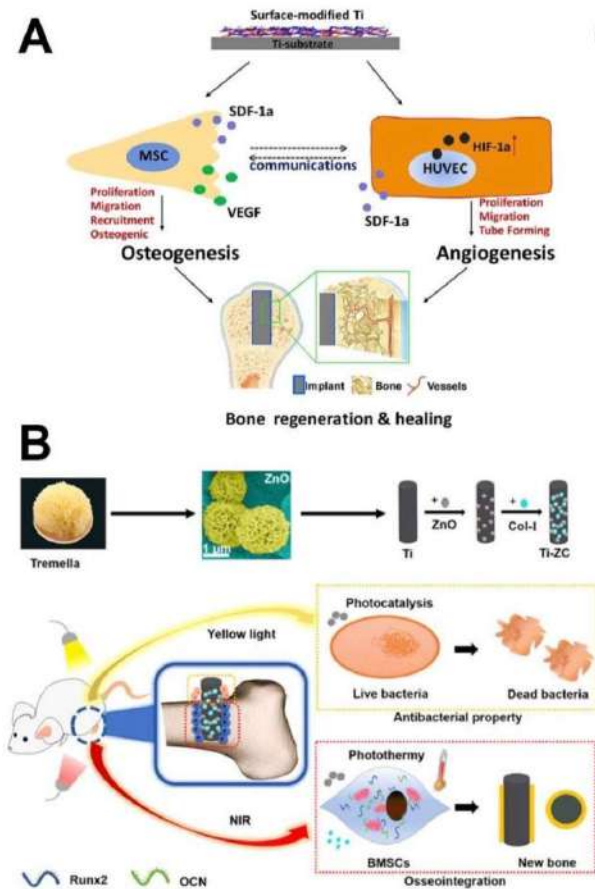 A
Surface-modified Ti
Ti-substrate
SDF-1a
MSC
VEGF
communications
HIF-1a
HUVEC
SDF-1a
Proliferation
Migration
Recruitment
Osteogenic
Proliferation
Migration
Tube Forming
Osteogenesis
Angiogenesis
Implant Bone Vessels
Bone regeneration & healing
B
Tremella
ZnO
1 μm
+
ZnO
+
Col-I
Ti
Ti-ZC
Yellow light
Photocatalysis
Live bacteria
Dead bacteria
Antibacterial property
NIR
Photothermy
BMSCs
New bone
Osseointegration
Runx2 OCN